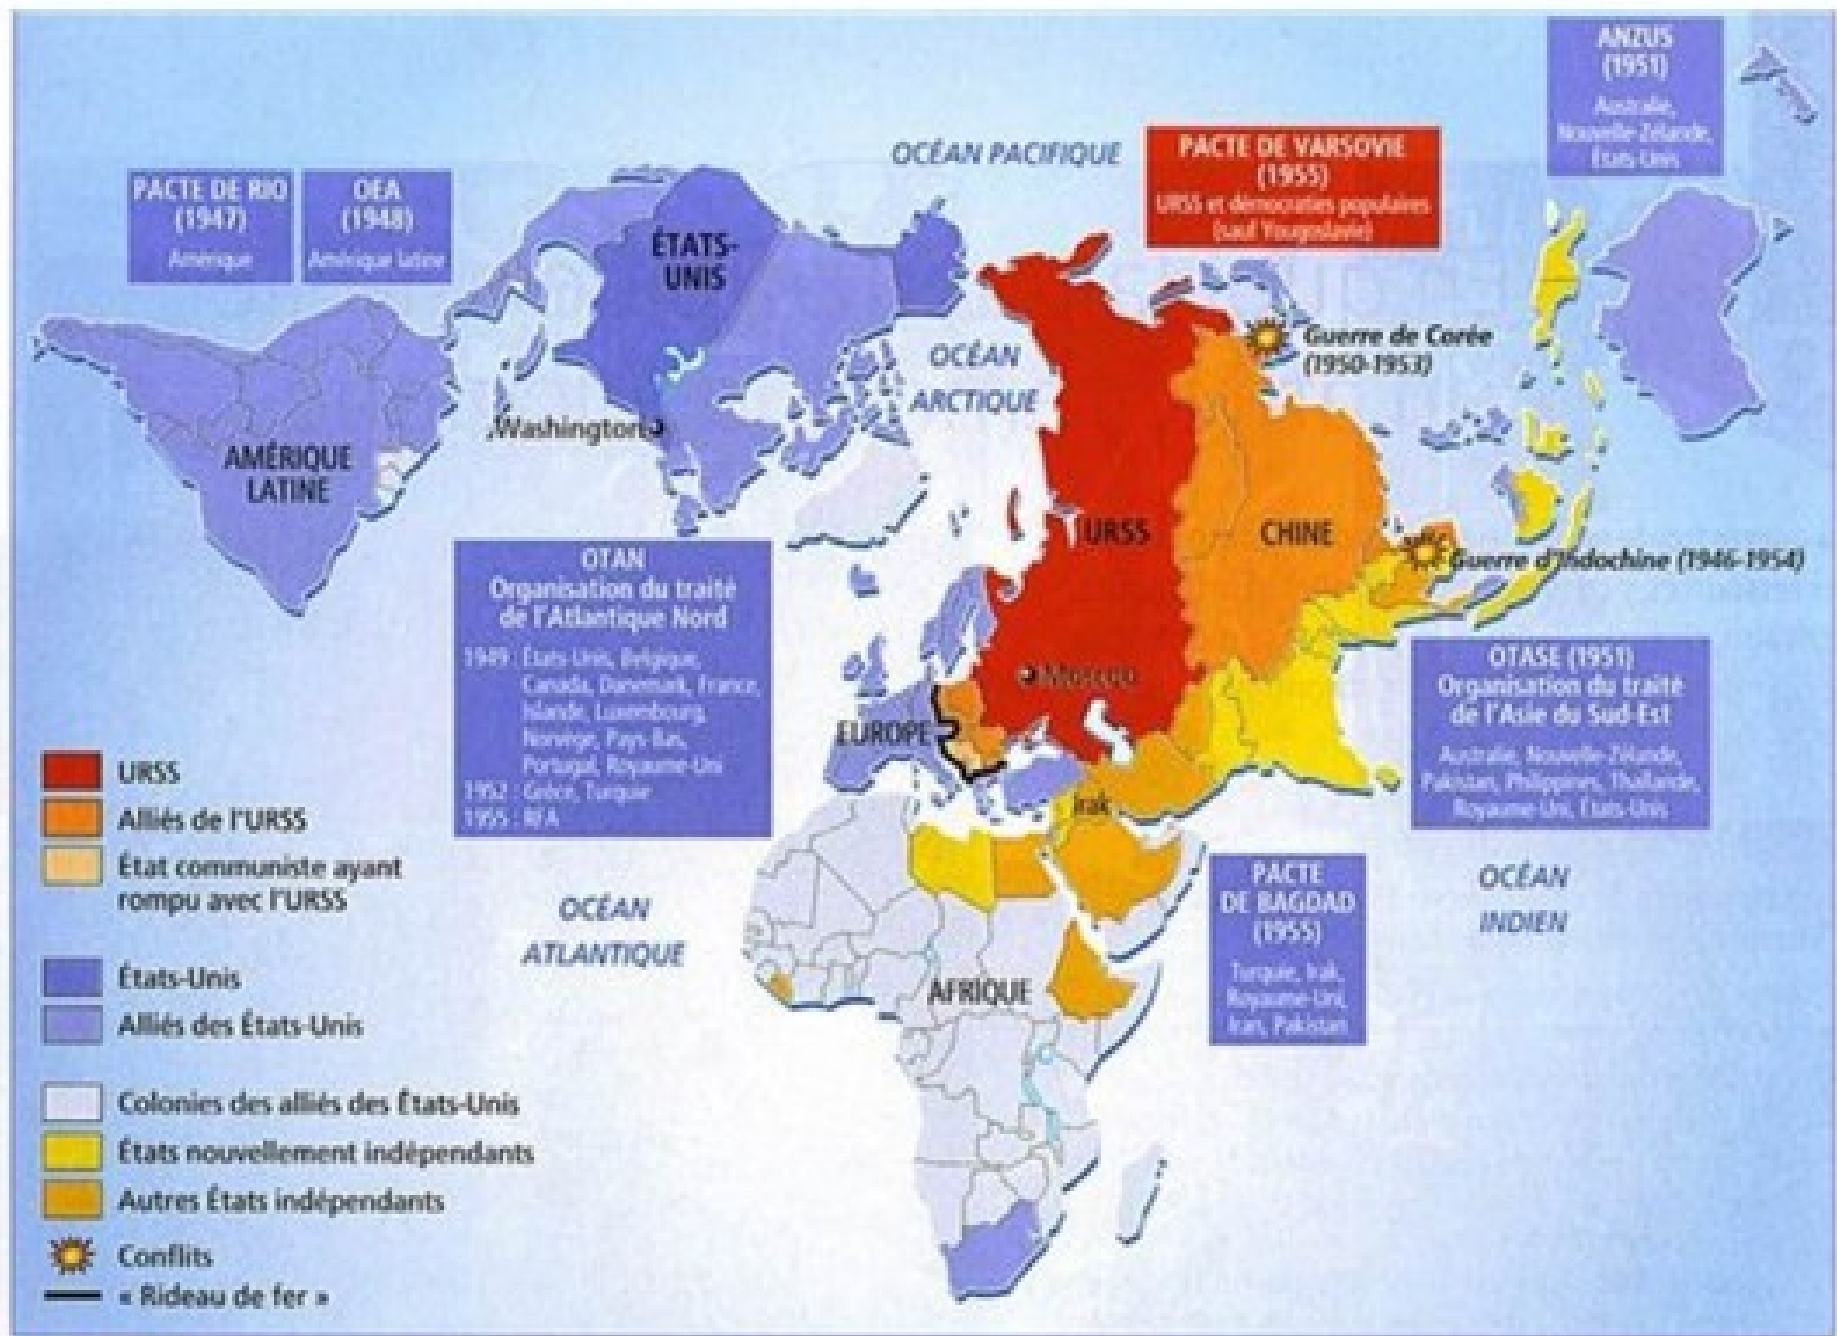 ANZUS
(1951)
Australie,
Nouvelle-Zélande,
États-Unis
OCÉAN PACIFIQUE
PACTE DE VARSOVIE
(1955)
URSS et démocraties populaires
(sauf Yougoslavie)
PACTE DE RIO
(1947)
Amérique
OEA
(1948)
Amérique latine
ÉTATS-
UNIS
Guerre de Corée
(1950-1953)
OCÉAN
ARCTIQUE
Washington
AMÉRIQUE
LATINE
URSS
CHINE
Guerre d'Indochine (1946-1954)
OTAN
Organisation du traité
de l'Atlantique Nord
1949 : États-Unis, Belgique,
Canada, Danemark, France,
Islande, Luxembourg,
Norvège, Pays-Bas,
Portugal, Royaume-Uni
1952 : Grèce, Turquie
1955 : RFA
Moscou
EUROPE
OTASE (1951)
Organisation du traité
de l'Asie du Sud-Est
Australie, Nouvelle-Zélande,
Pakistan, Philippines, Thaïlande,
Royaume-Uni, États-Unis
Irak
URSS
Alliés de l'URSS
État communiste ayant
rompu avec l'URSS
OCÉAN
ATLANTIQUE
PACTE
DE BAGDAD
(1955)
Turquie, Irak,
Royaume-Uni,
Iran, Pakistan
OCÉAN
INDIEN
AFRIQUE
États-Unis
Alliés des États-Unis
Colonies des alliés des États-Unis
États nouvellement indépendants
Autres États indépendants
Conflits
« Rideau de fer »